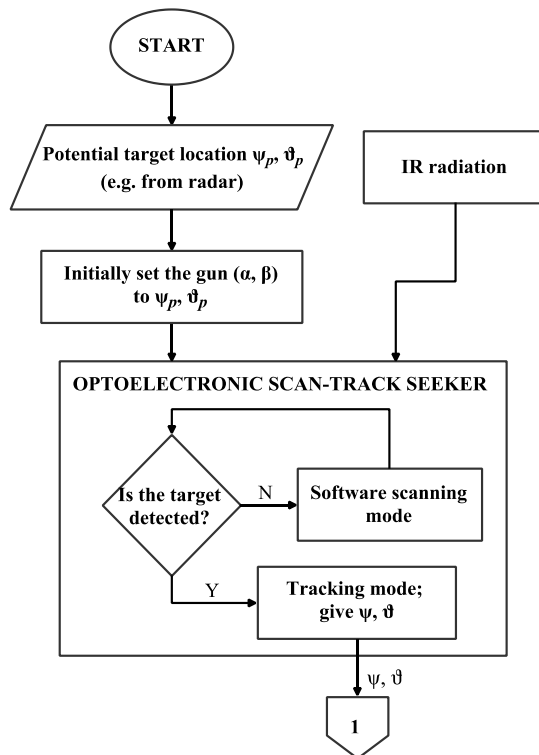 START
Potential target location ψp, ϑp
(e.g. from radar)
IR radiation
Initially set the gun (α, β)
to ψp, ϑp
OPTOELECTRONIC SCAN-TRACK SEEKER
Is the target
detected?
N
Software scanning
mode
Y
Tracking mode;
give ψ, ϑ
ψ, ϑ
1